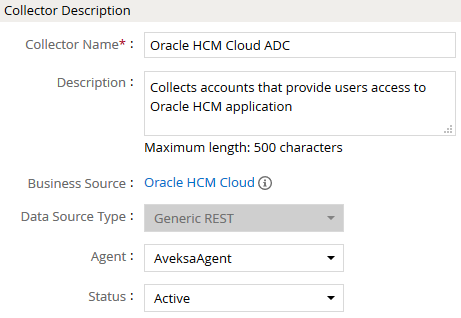 Collector Description
Collector Name* : Oracle HCM Cloud ADC
Description : Collects accounts that provide users access to
Oracle HCM application
Maximum length: 500 characters
Business Source : Oracle HCM Cloud
Data Source Type : Generic REST
Agent : AveksaAgent
Status : Active